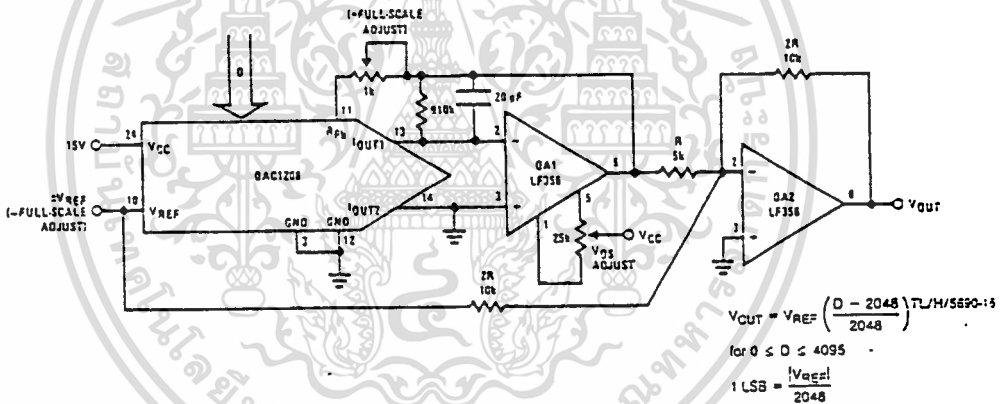 (+FULL-SCALE
ADJUST)
1k
D
11
RFb
910k
20 pF
15V
24
VCC
13
IOUT1
DAC1208
±VREF
(-FULL-SCALE
ADJUST)
10
VREF
14
IOUT2
GND
GND
3
12
2
-
3
+
OA1
LF356
6
5
1
25k
VOS
ADJUST
VCC
R
5k
2R
10k
2R
10k
2
-
3
+
OA2
LF356
6
VOUT
VOUT = VREF (D - 2048 / 2048) TL/H/5690-15
for 0 ≤ D ≤ 4095
1 LSB = |VREF| / 2048